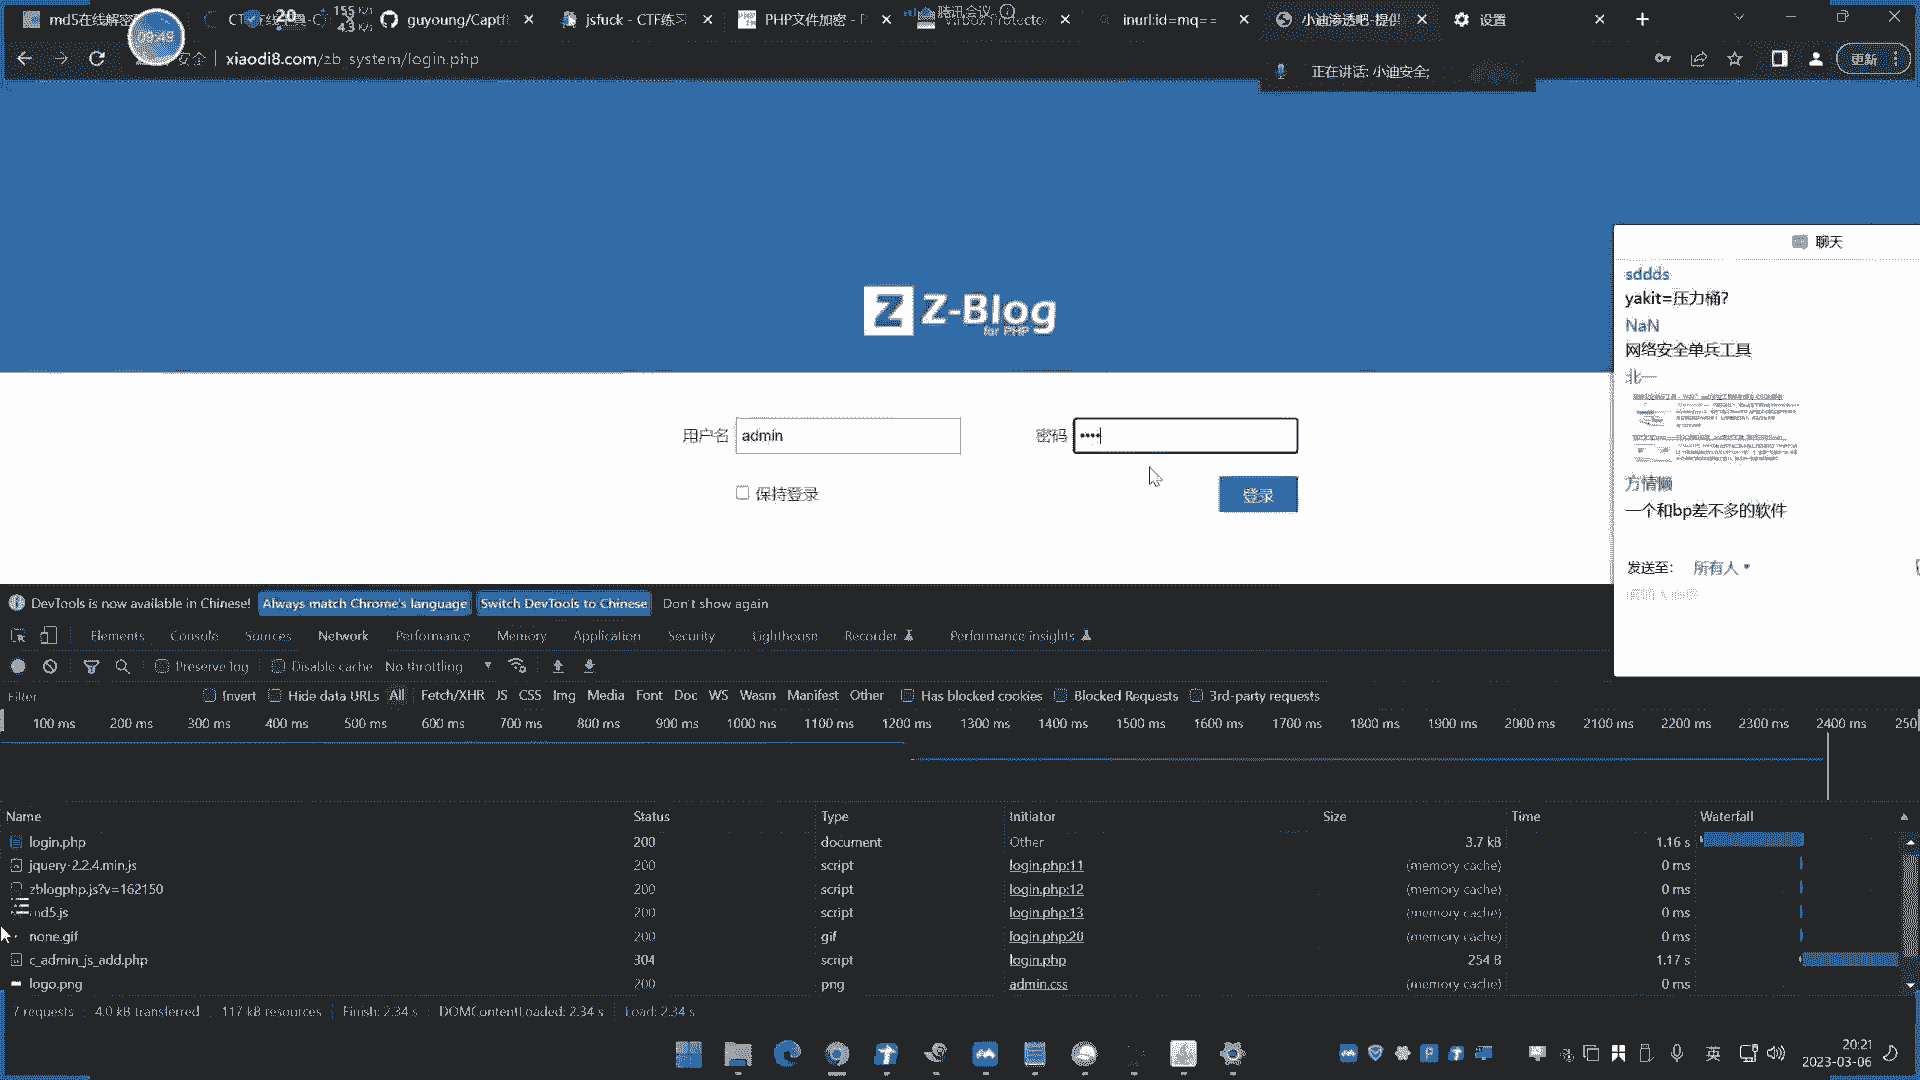 md5在线解密
20
155 K/s
4.3 K/s
guyoung/Captf
jsfuck - CTF练习
PHP文件加密 - P
Virbox Protector
腾讯会议
inurl:id=mq==
小迪渗透吧-提供
设置
09:49
安全
xiaodi8.com/zb_system/login.php
更新
正在讲话: 小迪安全;
Z-Blog
for PHP
用户名
admin
密码
保持登录
登录
聊天
sddds
yakit=压力桶?
NaN
网络安全单兵工具
北一
方情懒
一个和bp差不多的软件
发送至:
所有人
DevTools is now available in Chinese!
Always match Chrome's language
Switch DevTools to Chinese
Don't show again
Elements
Console
Sources
Network
Performance
Memory
Application
Security
Lighthouse
Recorder
Performance insights
Preserve log
Disable cache
No throttling
Filter
Invert
Hide data URLs
All
Fetch/XHR
JS
CSS
Img
Media
Font
Doc
WS
Wasm
Manifest
Other
Has blocked cookies
Blocked Requests
3rd-party requests
100 ms
200 ms
300 ms
400 ms
500 ms
600 ms
700 ms
800 ms
900 ms
1000 ms
1100 ms
1200 ms
1300 ms
1400 ms
1500 ms
1600 ms
1700 ms
1800 ms
1900 ms
2000 ms
2100 ms
2200 ms
2300 ms
2400 ms
250
Name
Status
Type
Initiator
Size
Time
Waterfall
login.php
200
document
Other
3.7 kB
1.16 s
jquery-2.2.4.min.js
200
script
login.php:11
(memory cache)
0 ms
zblogphp.js?v=162150
200
script
login.php:12
(memory cache)
0 ms
md5.js
200
script
login.php:13
(memory cache)
0 ms
none.gif
200
gif
login.php:20
(memory cache)
0 ms
c_admin_js_add.php
304
script
login.php
254 B
1.17 s
logo.png
200
png
admin.css
(memory cache)
0 ms
7 requests
4.0 kB transferred
117 kB resources
Finish: 2.34 s
DOMContentLoaded: 2.34 s
Load: 2.34 s
英
20:21
2023-03-06